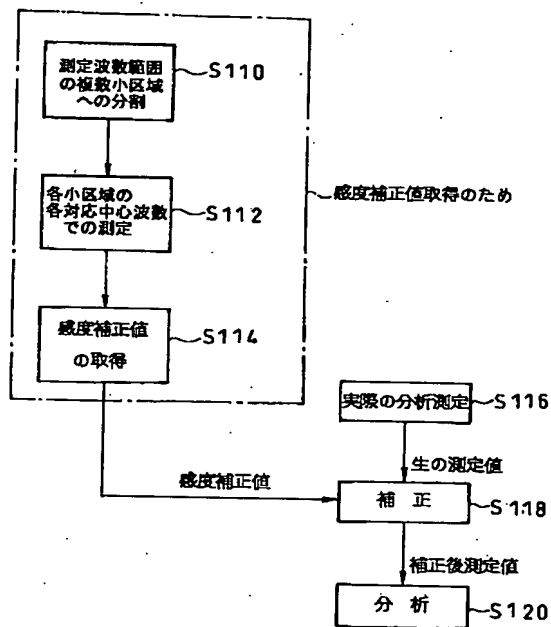 測定波数範囲
の複数小区域
への分割
S110
各小区域の
各対応中心波数
での測定
S112
感度補正値取得のため
感度補正値
の取得
S114
実際の分析測定
S116
生の測定値
感度補正値
補正
S118
補正後測定値
分析
S120